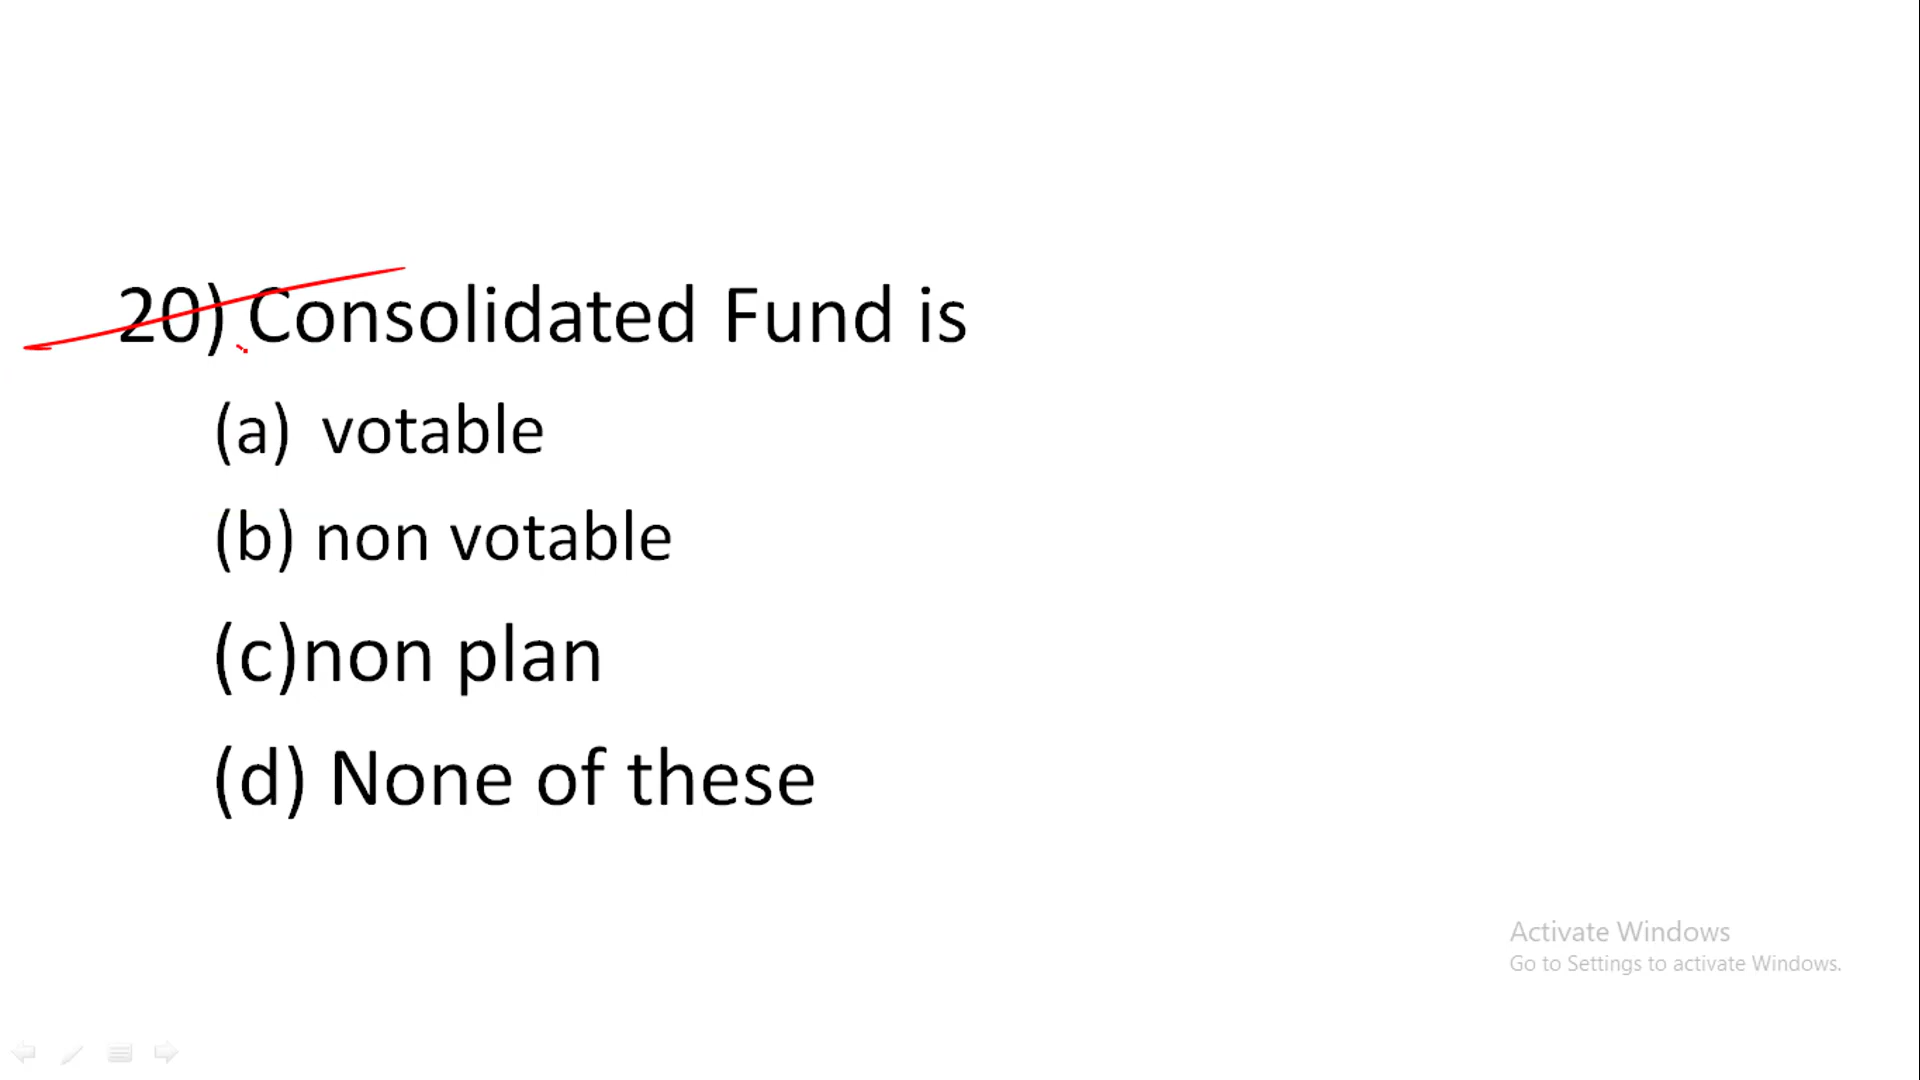 20) Consolidated Fund is
(a) votable
(b) non votable
(c)non plan
(d) None of these
Activate Windows
Go to Settings to activate Windows.